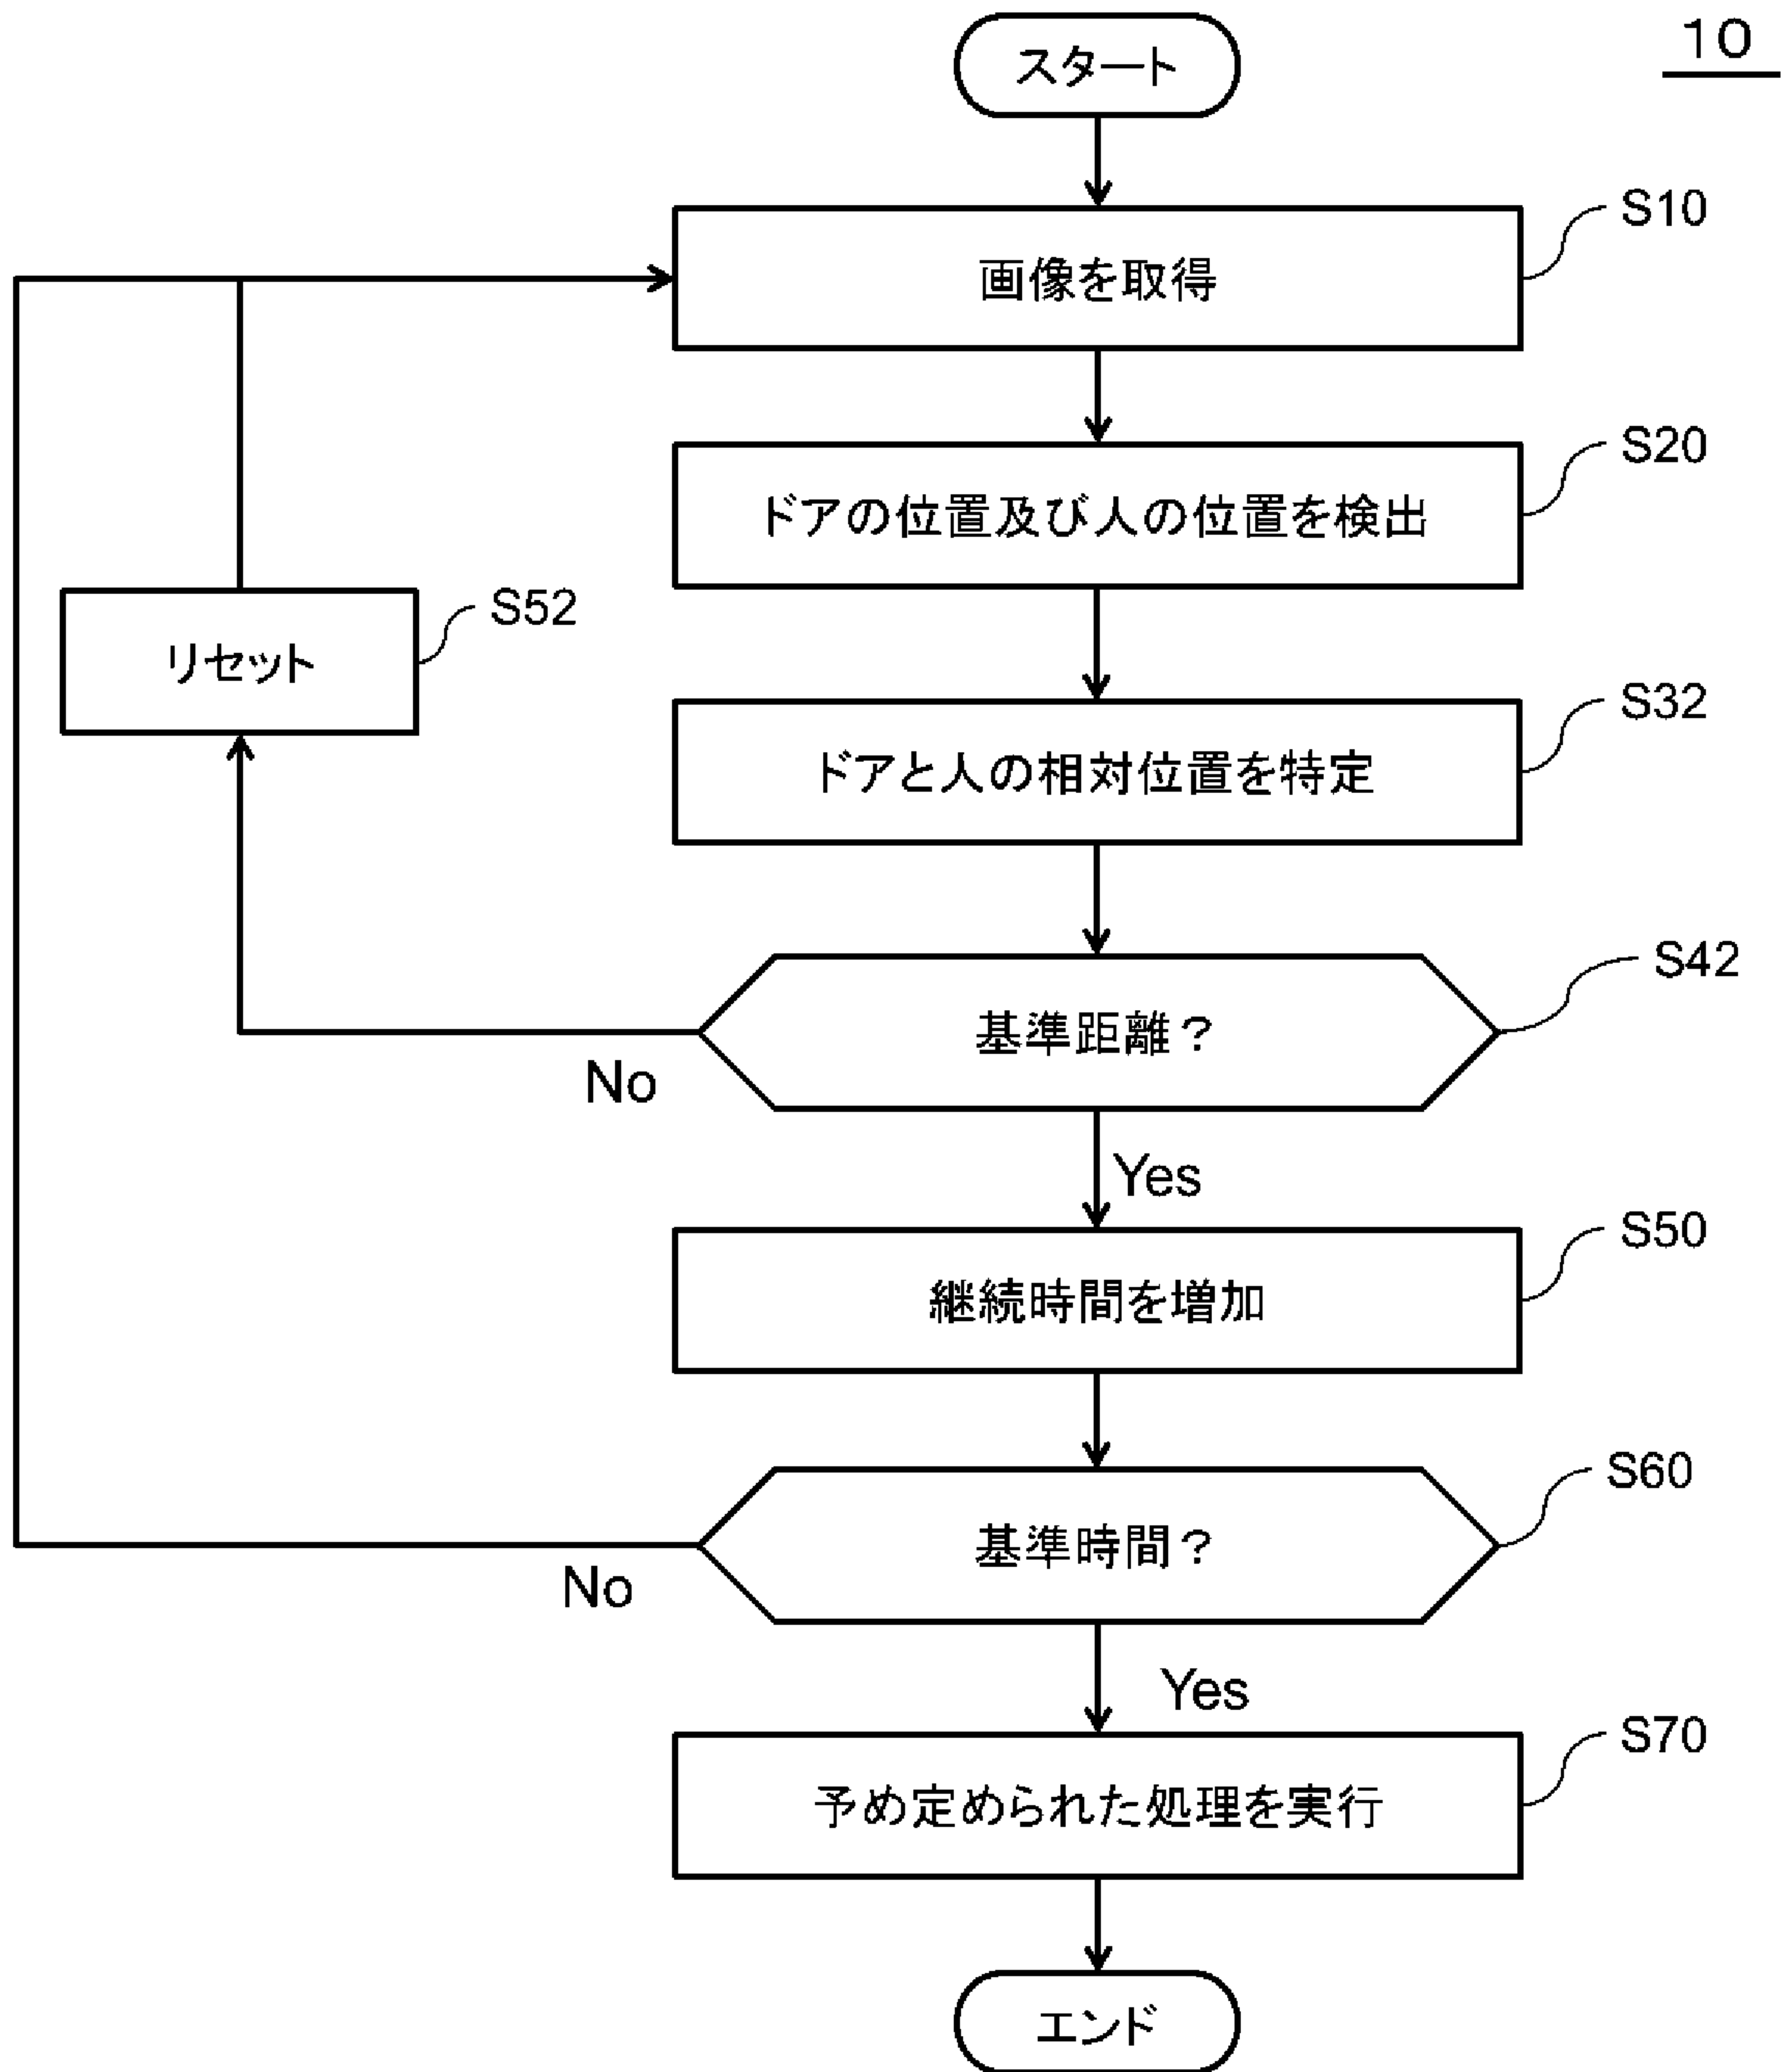 10
スタート
S10
画像を取得
S20
ドアの位置及び人の位置を検出
S52
リセット
S32
ドアと人の相対位置を特定
S42
基準距離？
No
Yes
S50
継続時間を増加
S60
基準時間？
No
Yes
S70
予め定められた処理を実行
エンド